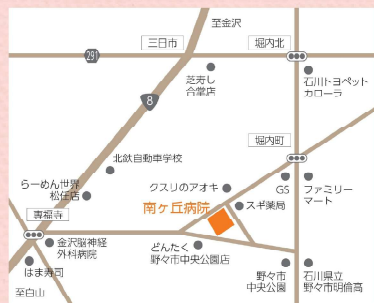 至金沢
三日市
堀内北
291
芝寿し
合掌店
石川トヨペット
カローラ
8
堀内町
北鉄自動車学校
らーめん世界
松任店
クスリのアオキ
GS
ファミリー
マート
南ヶ丘病院
スギ薬局
専福寺
金沢脳神経
外科病院
どんたく
野々市中央公園店
はま寿司
野々市
中央公園
石川県立
野々市明倫高
至白山